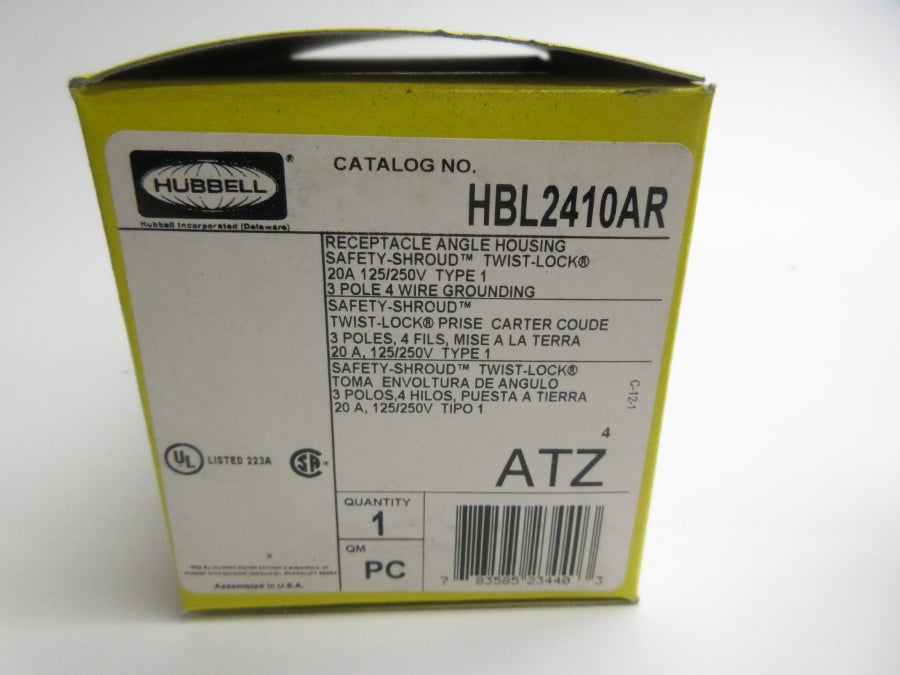 HUBBELL®
Hubbell Incorporated (Delaware)
CATALOG NO.
HBL2410AR
RECEPTACLE ANGLE HOUSING
SAFETY-SHROUD™ TWIST-LOCK®
20A 125/250V TYPE 1
3 POLE 4 WIRE GROUNDING
SAFETY-SHROUD™
TWIST-LOCK® PRISE CARTER COUDE
3 POLES, 4 FILS, MISE A LA TERRA
20 A, 125/250V TYPE 1
SAFETY-SHROUD™ TWIST-LOCK®
TOMA ENVOLTURA DE ANGULO
3 POLOS,4 HILOS, PUESTA A TIERRA
20 A, 125/250V TIPO 1
C-12-1
4
ATZ
UL LISTED 223A
SA®
QUANTITY
1
QM
PC
7 83585 23440 3
Assembled in U.S.A.